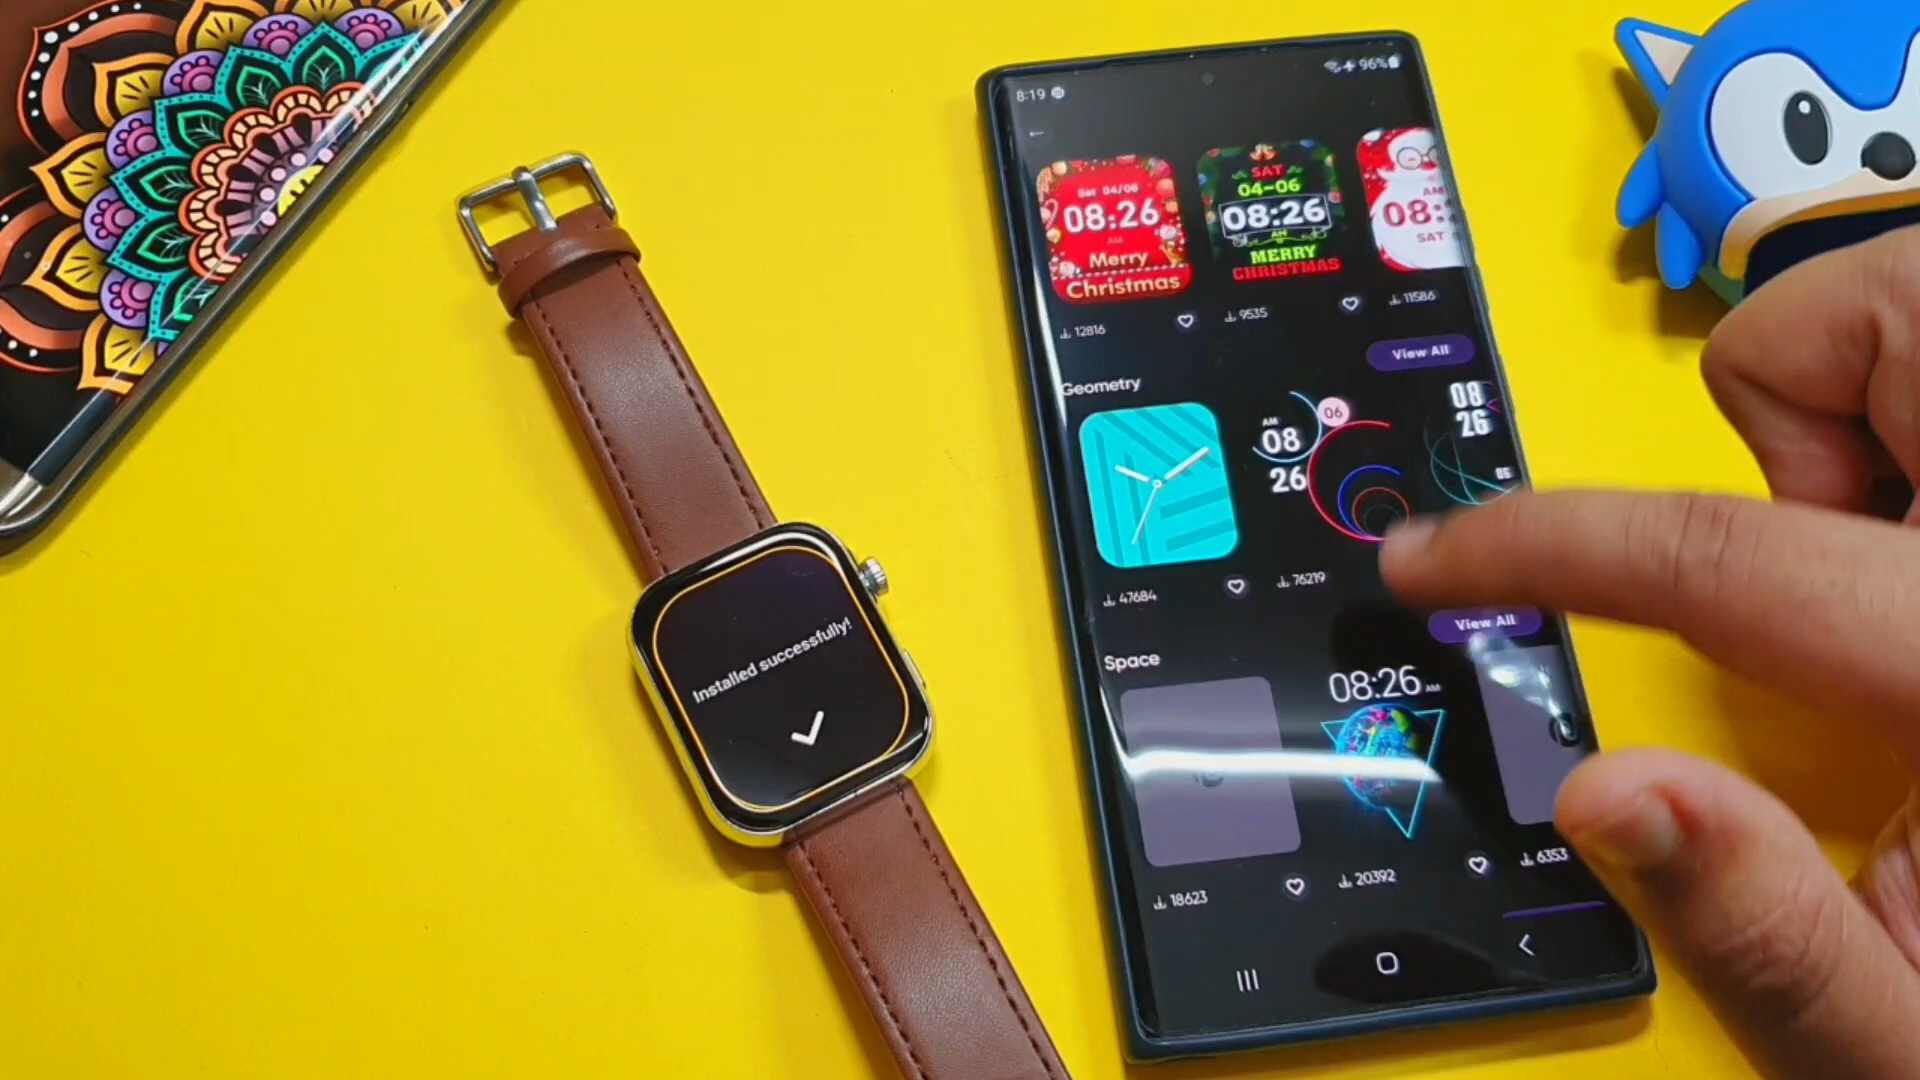 8:19
96%
Sat 04/06
08:26
AM
Merry
Christmas
12816
SAT
04-06
08:26
AM
MERRY
CHRISTMAS
9535
AM
08:
SAT
11586
View All
Geometry
47684
AM
08
26
06
76219
08
26
View All
Space
18623
08:26 AM
20392
6353
Installed successfully!